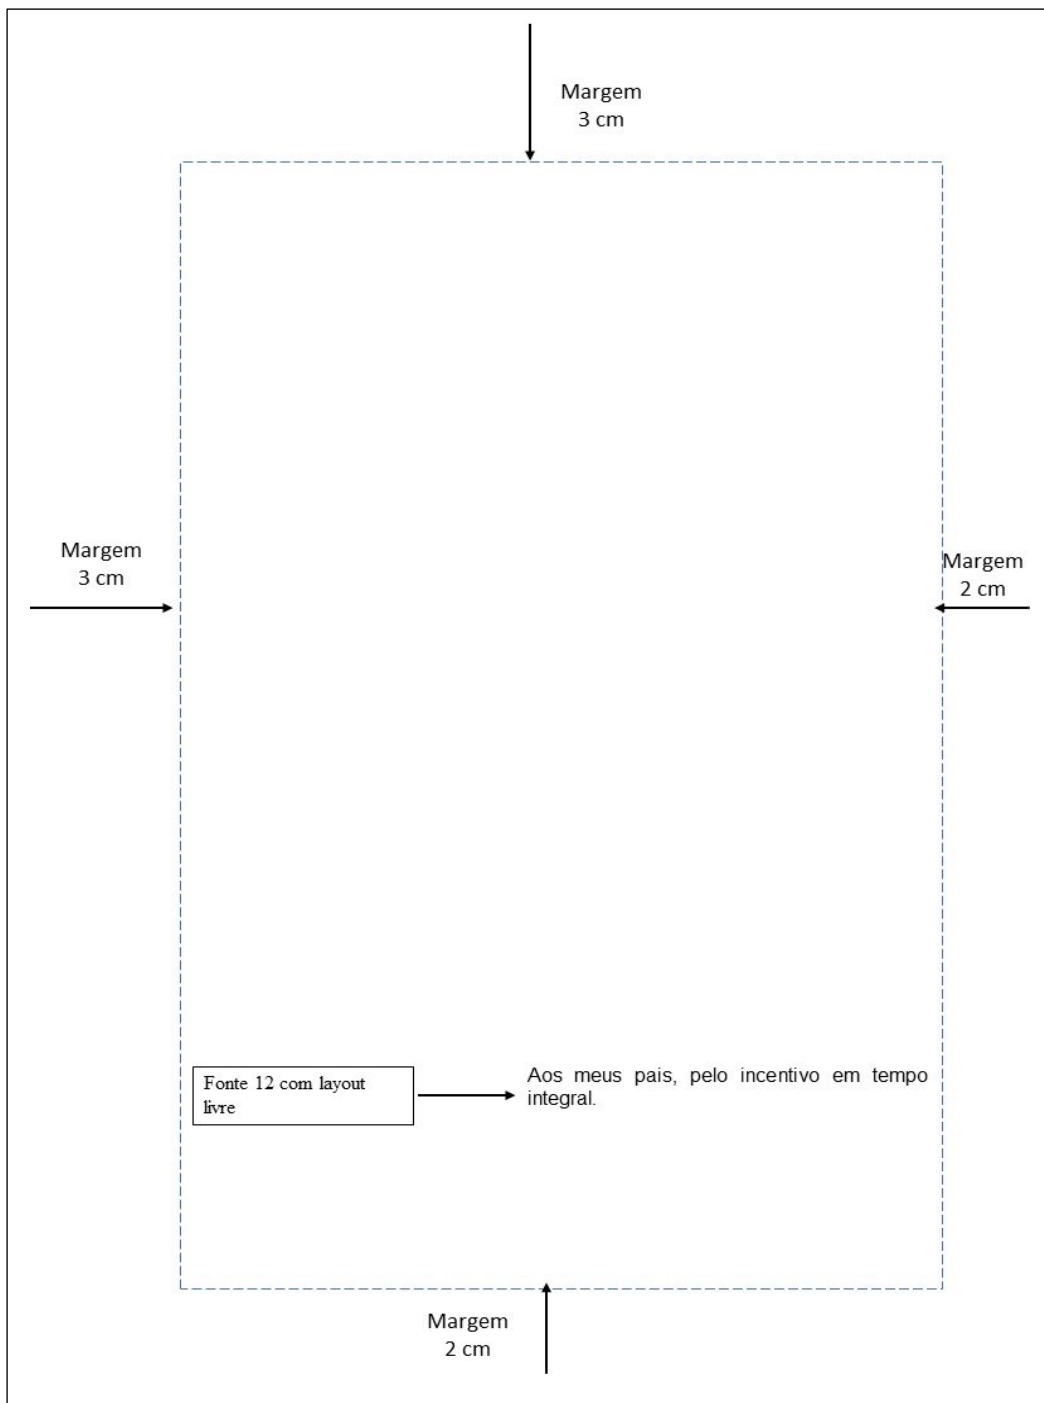 Margem
3 cm
Margem
3 cm
Margem
2 cm
Fonte 12 com layout
livre
Aos meus pais, pelo incentivo em tempo
integral.
Margem
2 cm